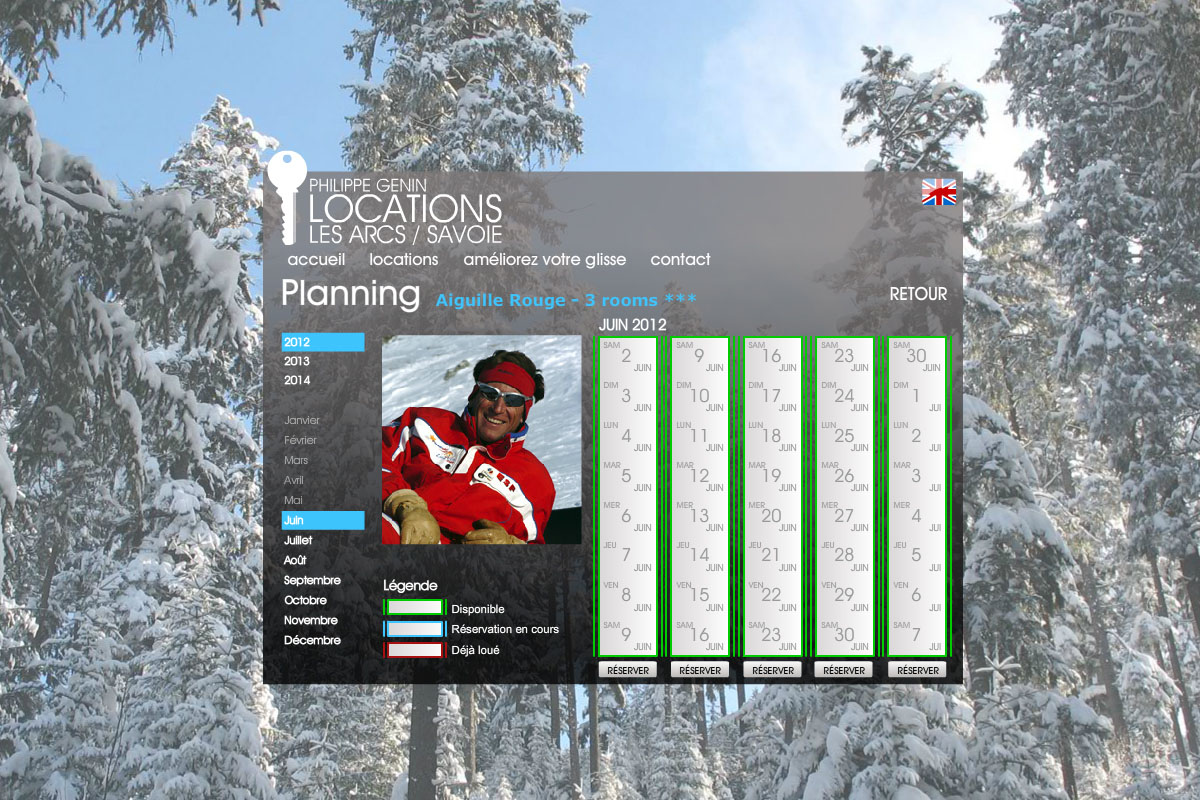 PHILIPPE GENIN
LOCATIONS
LES ARCS / SAVOIE
accueil locations améliorez votre glisse contact
Planning Aiguille Rouge - 3 rooms *** RETOUR
JUIN 2012
2012
2013
2014
Janvier
Février
Mars
Avril
Mai
Juin
Juillet
Août
Septembre
Octobre
Novembre
Décembre
Légende
Disponible
Réservation en cours
Déjà loué
SAM 2 JUIN SAM 9 JUIN SAM 16 JUIN SAM 23 JUIN SAM 30 JUIN
DIM 3 JUIN DIM 10 JUIN DIM 17 JUIN DIM 24 JUIN DIM 1 JUI
LUN 4 JUIN LUN 11 JUIN LUN 18 JUIN LUN 25 JUIN LUN 2 JUI
MAR 5 JUIN MAR 12 JUIN MAR 19 JUIN MAR 26 JUIN MAR 3 JUI
MER 6 JUIN MER 13 JUIN MER 20 JUIN MER 27 JUIN MER 4 JUI
JEU 7 JUIN JEU 14 JUIN JEU 21 JUIN JEU 28 JUIN JEU 5 JUI
VEN 8 JUIN VEN 15 JUIN VEN 22 JUIN VEN 29 JUIN VEN 6 JUI
SAM 9 JUIN SAM 16 JUIN SAM 23 JUIN SAM 30 JUIN SAM 7 JUI
RÉSERVER RÉSERVER RÉSERVER RÉSERVER RÉSERVER